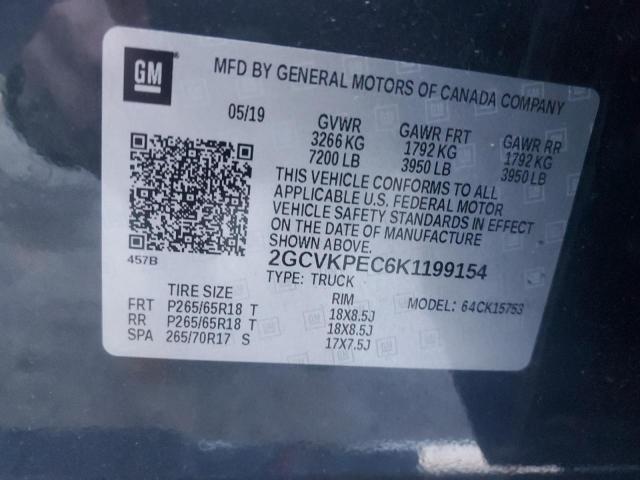 GM
MFD BY GENERAL MOTORS OF CANADA COMPANY
05/19
GVWR GAWR FRT GAWR RR
3266 KG 1792 KG 1792 KG
7200 LB 3950 LB 3950 LB
THIS VEHICLE CONFORMS TO ALL
APPLICABLE U.S. FEDERAL MOTOR
VEHICLE SAFETY STANDARDS IN EFFECT
ON THE DATE OF MANUFACTURE
SHOWN ABOVE.
457B
2GCVKPEC6K1199154
TYPE: TRUCK
TIRE SIZE RIM MODEL: 64CK15753
FRT P265/65R18 T 18X8.5J
RR P265/65R18 T 18X8.5J
SPA 265/70R17 S 17X7.5J